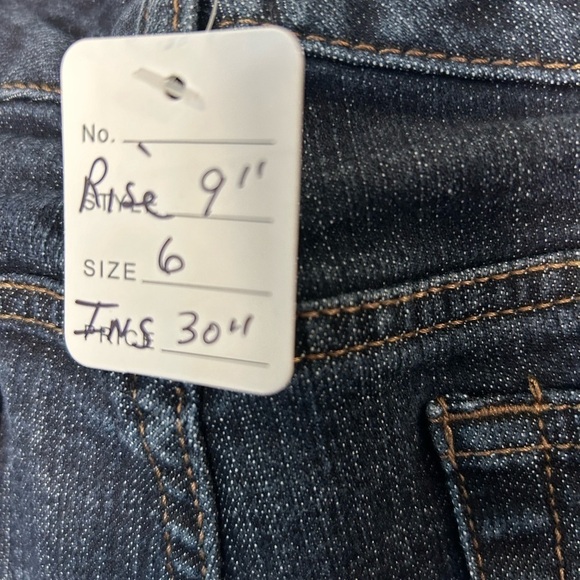 No.
Rise 9"
SIZE 6
Ins 30"